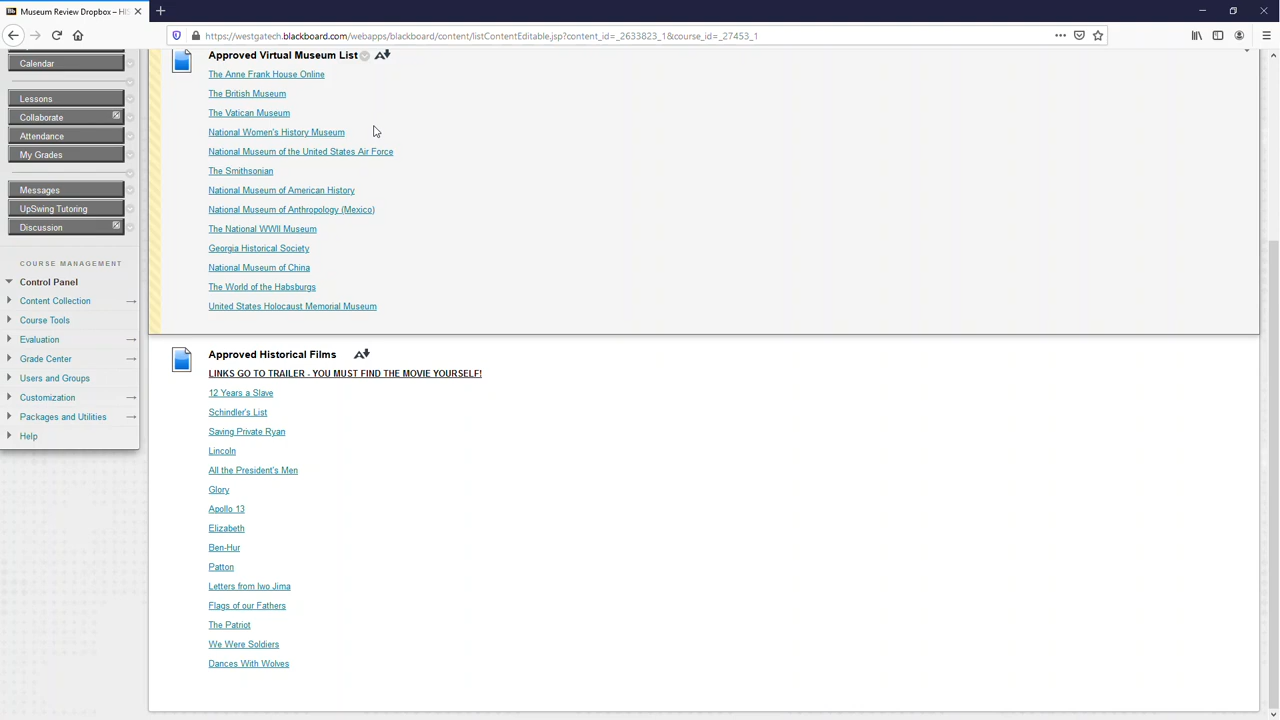 Museum Review Dropbox – HIS
https://westgatech.blackboard.com/webapps/blackboard/content/listContentEditable.jsp?content_id=_2633823_1&course_id=_27453_1
Calendar
Lessons
Collaborate
Attendance
My Grades
Messages
UpSwing Tutoring
Discussion
COURSE MANAGEMENT
Control Panel
Content Collection
Course Tools
Evaluation
Grade Center
Users and Groups
Customization
Packages and Utilities
Help
Approved Virtual Museum List
The Anne Frank House Online
The British Museum
The Vatican Museum
National Women's History Museum
National Museum of the United States Air Force
The Smithsonian
National Museum of American History
National Museum of Anthropology (Mexico)
The National WWII Museum
Georgia Historical Society
National Museum of China
The World of the Habsburgs
United States Holocaust Memorial Museum
Approved Historical Films
LINKS GO TO TRAILER - YOU MUST FIND THE MOVIE YOURSELF!
12 Years a Slave
Schindler's List
Saving Private Ryan
Lincoln
All the President's Men
Glory
Apollo 13
Elizabeth
Ben-Hur
Patton
Letters from Iwo Jima
Flags of our Fathers
The Patriot
We Were Soldiers
Dances With Wolves